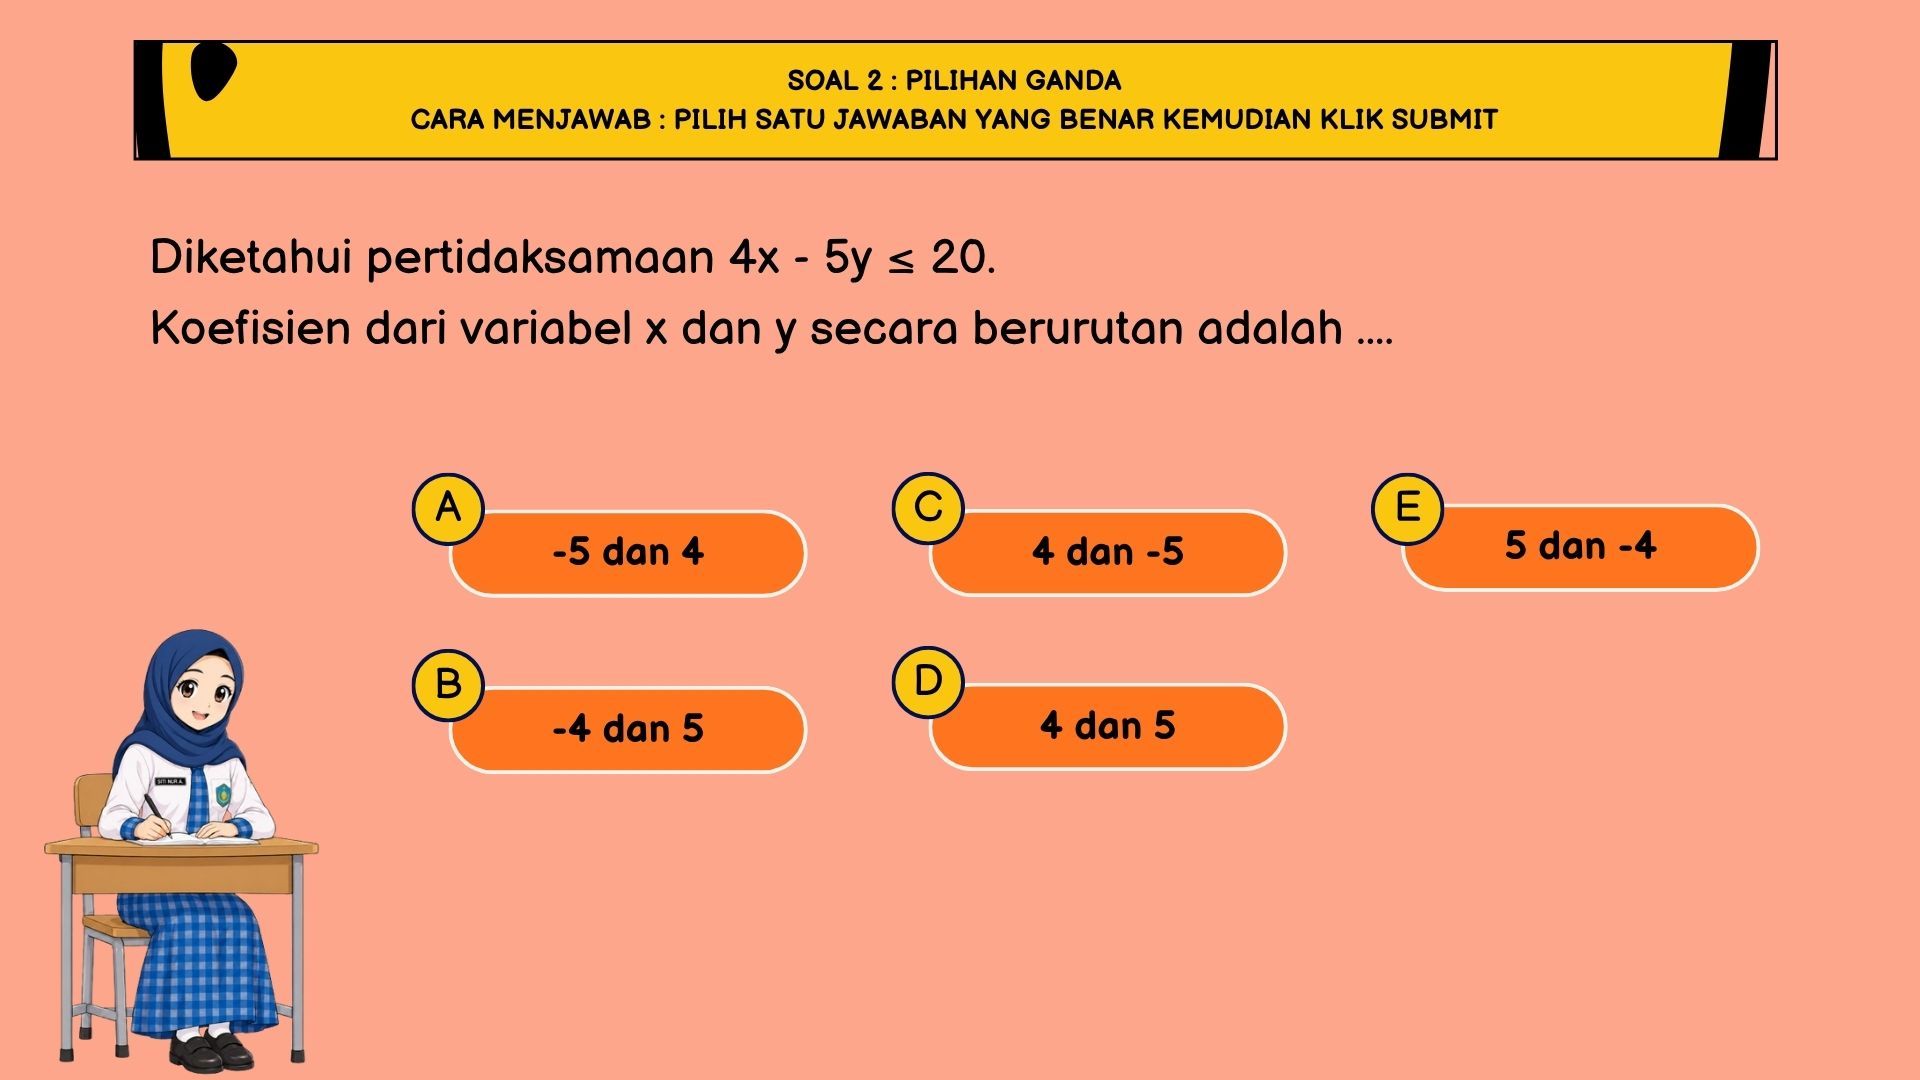 SOAL 2 : PILIHAN GANDA
CARA MENJAWAB : PILIH SATU JAWABAN YANG BENAR KEMUDIAN KLIK SUBMIT
Diketahui pertidaksamaan 4x - 5y ≤ 20.
Koefisien dari variabel x dan y secara berurutan adalah ....
A
-5 dan 4
B
-4 dan 5
C
4 dan -5
D
4 dan 5
E
5 dan -4
SITI NUR A.